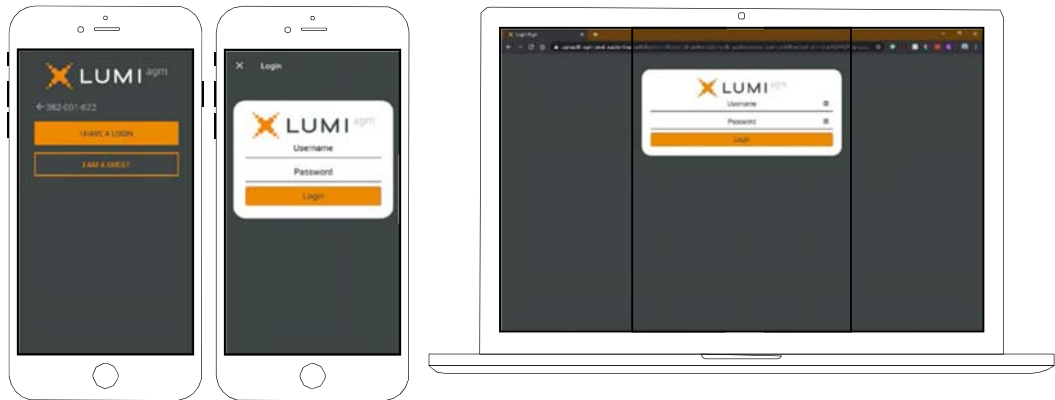 LUMI agm
382-001-622
I HAVE A LOGIN
I AM A GUEST
Login
LUMI agm
Username
Password
Login
LUMI agm
Username
Password
Login